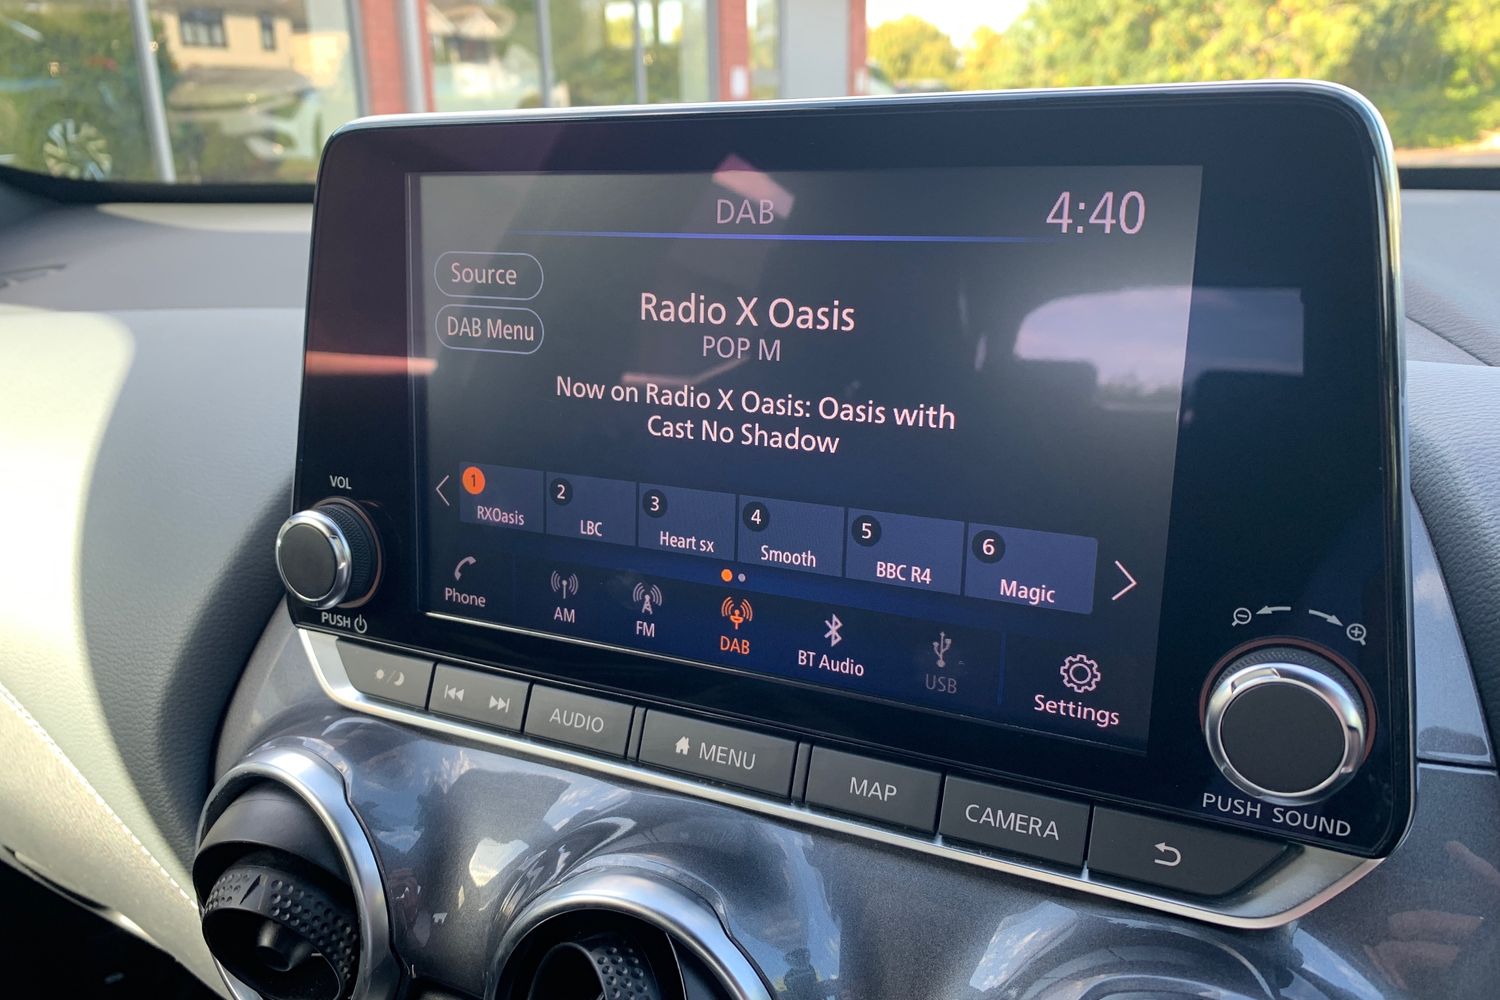 DAB
4:40
Source
DAB Menu
Radio X Oasis
POP M
Now on Radio X Oasis: Oasis with
Cast No Shadow
1
RXOasis
2
LBC
3
Heart sx
4
Smooth
5
BBC R4
6
Magic
Phone
AM
FM
DAB
BT Audio
USB
Settings
VOL
PUSH
AUDIO
MENU
MAP
CAMERA
PUSH SOUND